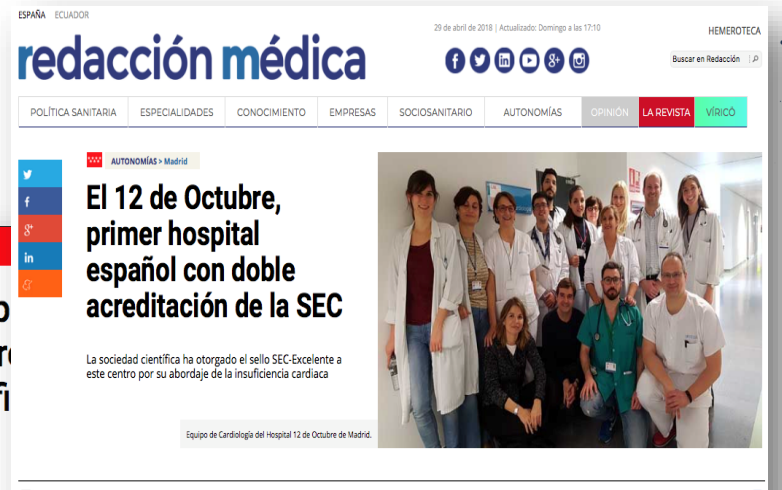 ESPAÑA ECUADOR
29 de abril de 2018 | Actualizado: Domingo a las 17:10
HEMEROTECA
redacción médica
Buscar en Redacción
POLÍTICA SANITARIA ESPECIALIDADES CONOCIMIENTO EMPRESAS SOCIOSANITARIO AUTONOMÍAS OPINIÓN LA REVISTA VÍRICO
AUTONOMÍAS > Madrid
El 12 de Octubre,
primer hospital
español con doble
acreditación de la SEC
La sociedad científica ha otorgado el sello SEC-Excelente a
este centro por su abordaje de la insuficiencia cardiaca
Equipo de Cardiología del Hospital 12 de Octubre de Madrid.